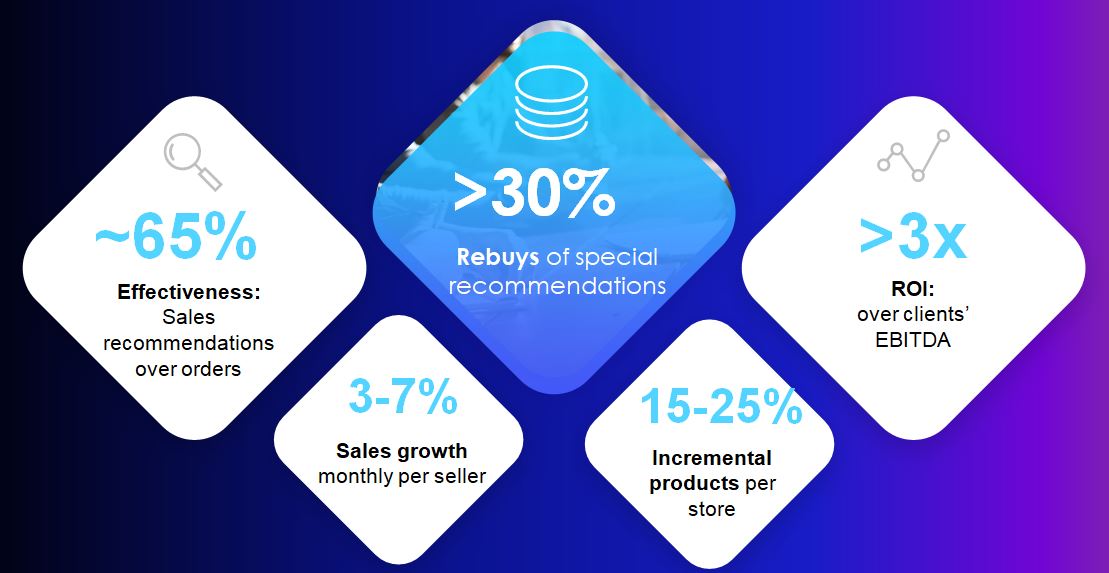 ~65%
Effectiveness:
Sales
recommendations
over orders
3-7%
Sales growth
monthly per seller
>30%
Rebuys of special
recommendations
15-25%
Incremental
products per
store
>3x
ROI:
over clients’
EBITDA